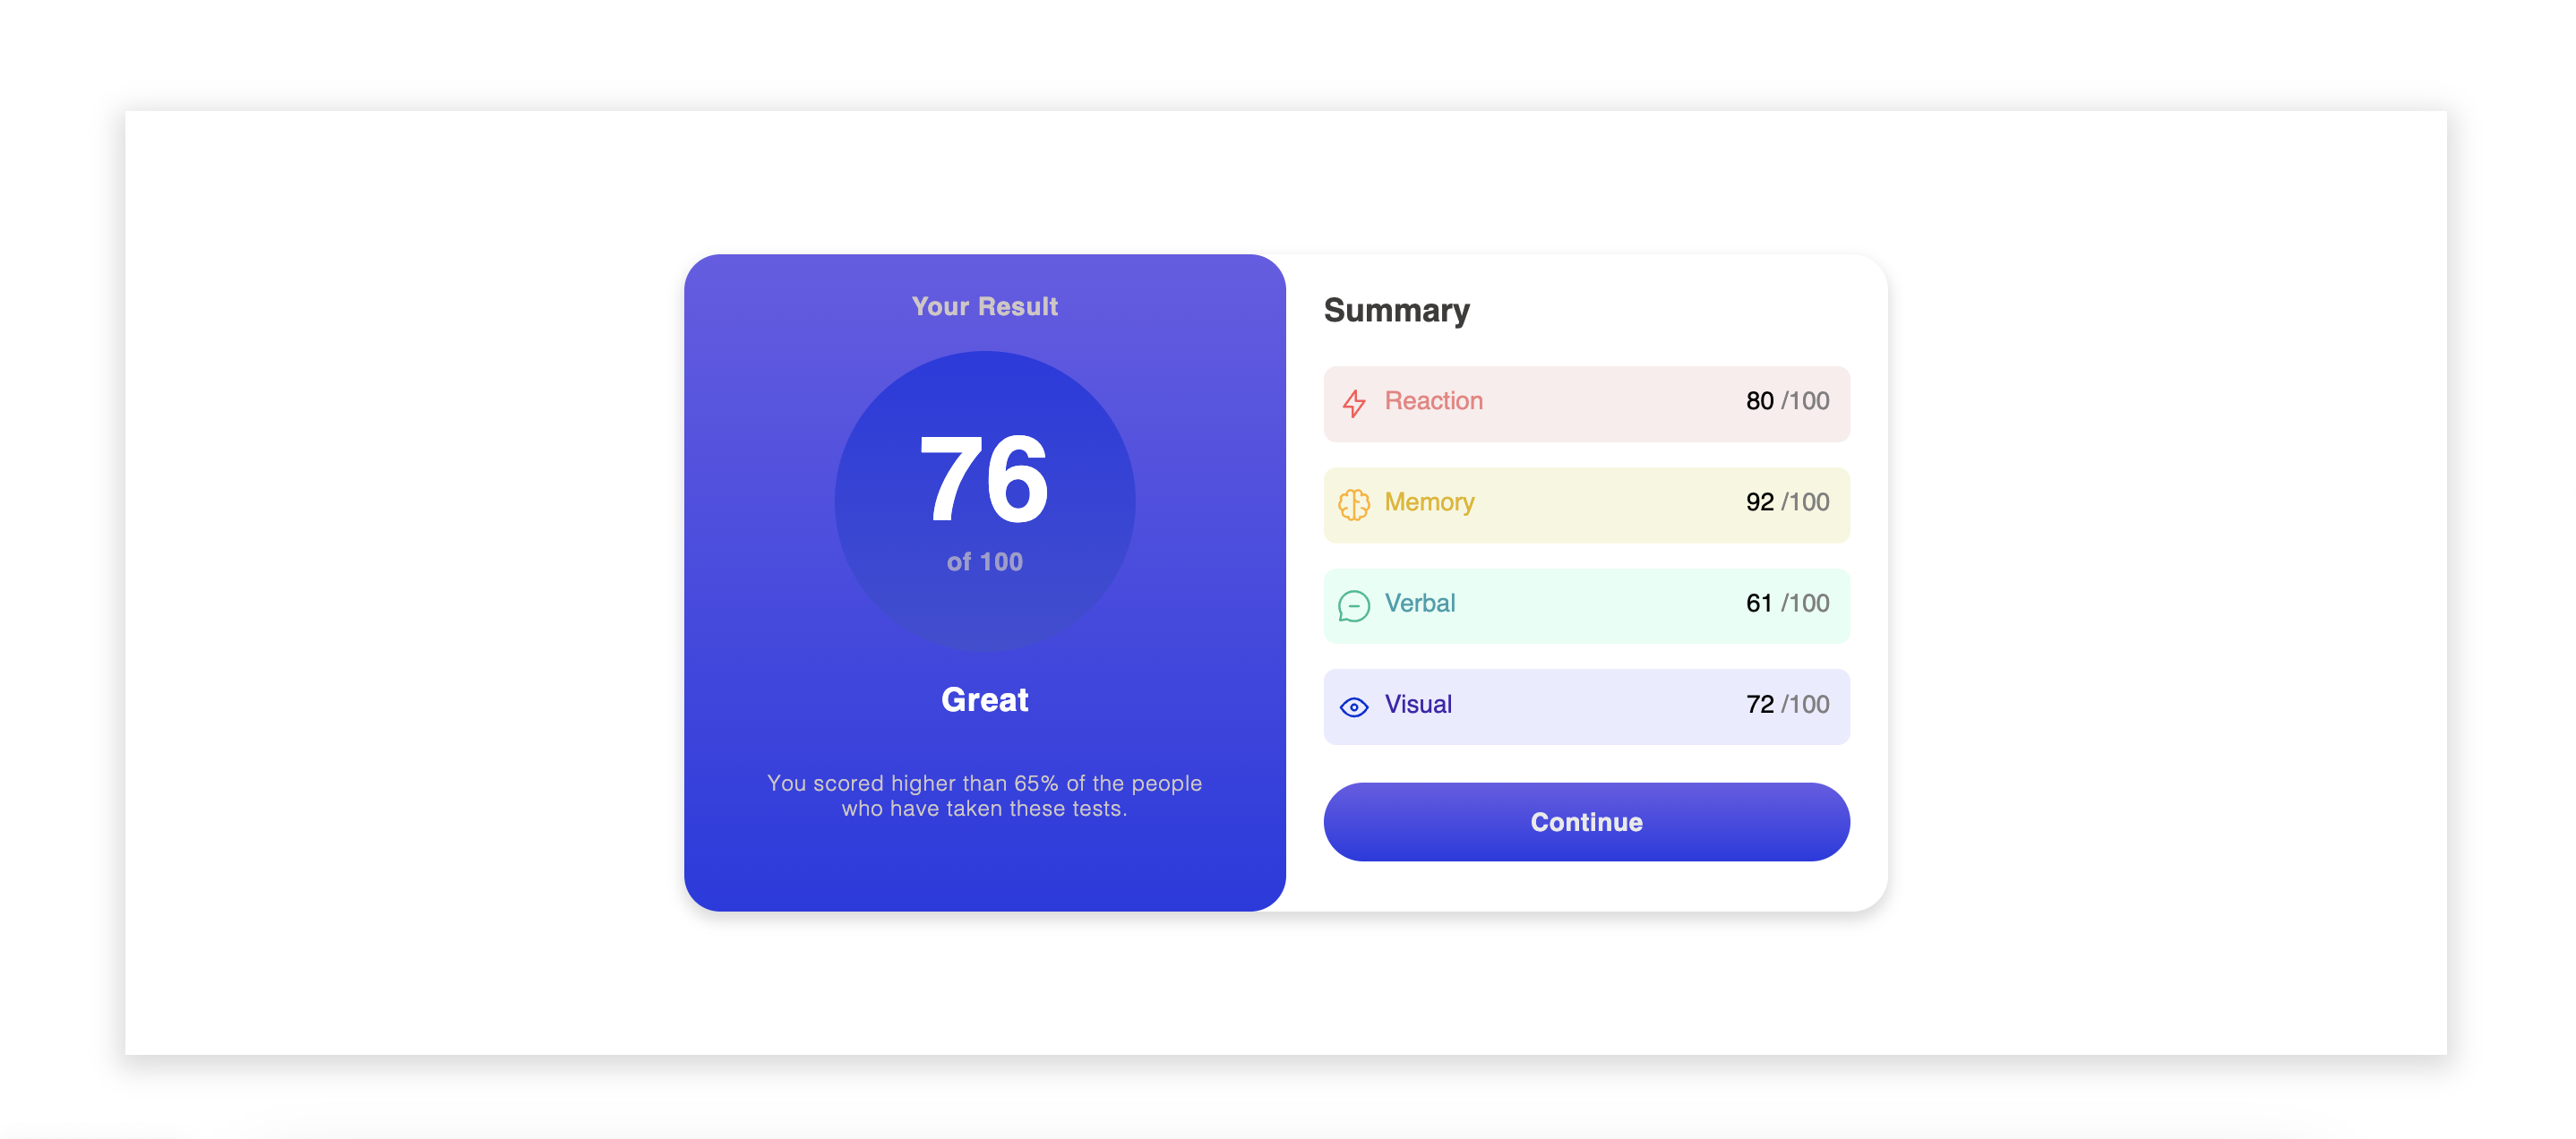 Your Result
76
of 100
Great
You scored higher than 65% of the people
who have taken these tests.
Summary
Reaction 80 /100
Memory 92 /100
Verbal 61 /100
Visual 72 /100
Continue